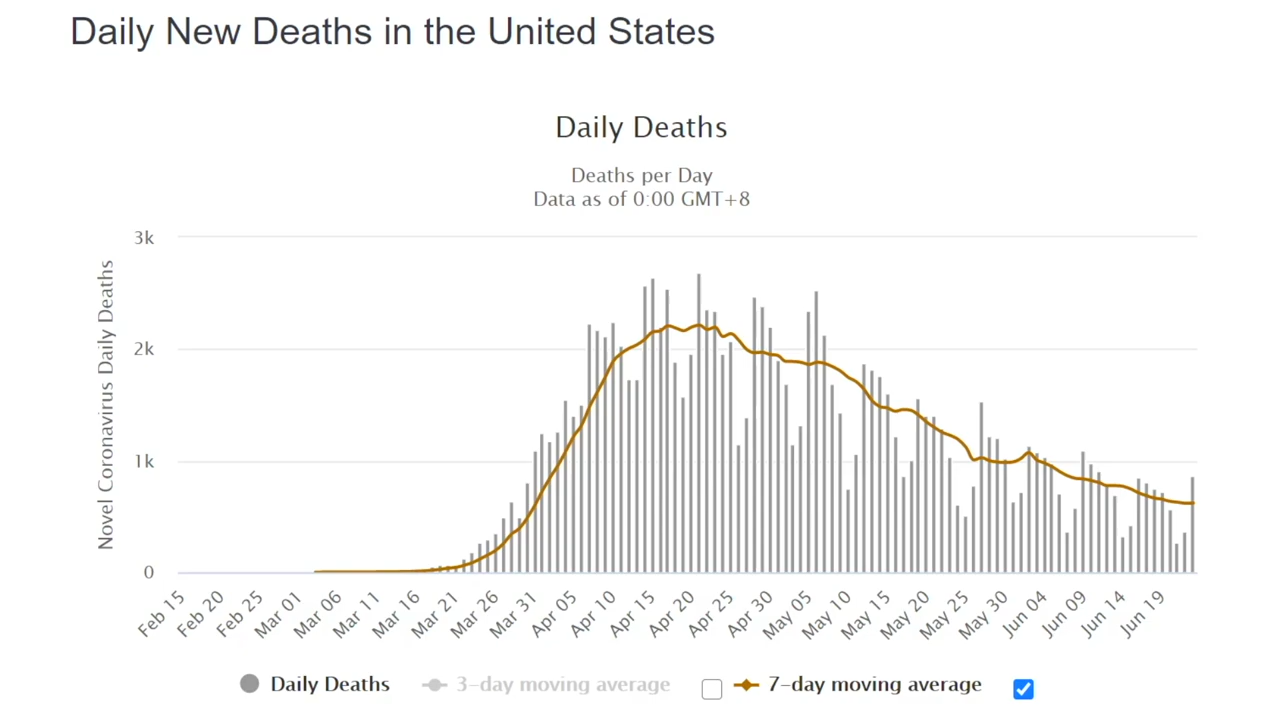 Daily New Deaths in the United States
Daily Deaths
Deaths per Day
Data as of 0:00 GMT+8
Novel Coronavirus Daily Deaths
3k
2k
1k
0
Feb 15
Feb 20
Feb 25
Mar 01
Mar 06
Mar 11
Mar 16
Mar 21
Mar 26
Mar 31
Apr 05
Apr 10
Apr 15
Apr 20
Apr 25
Apr 30
May 05
May 10
May 15
May 20
May 25
May 30
Jun 04
Jun 09
Jun 14
Jun 19
Daily Deaths
3-day moving average
7-day moving average